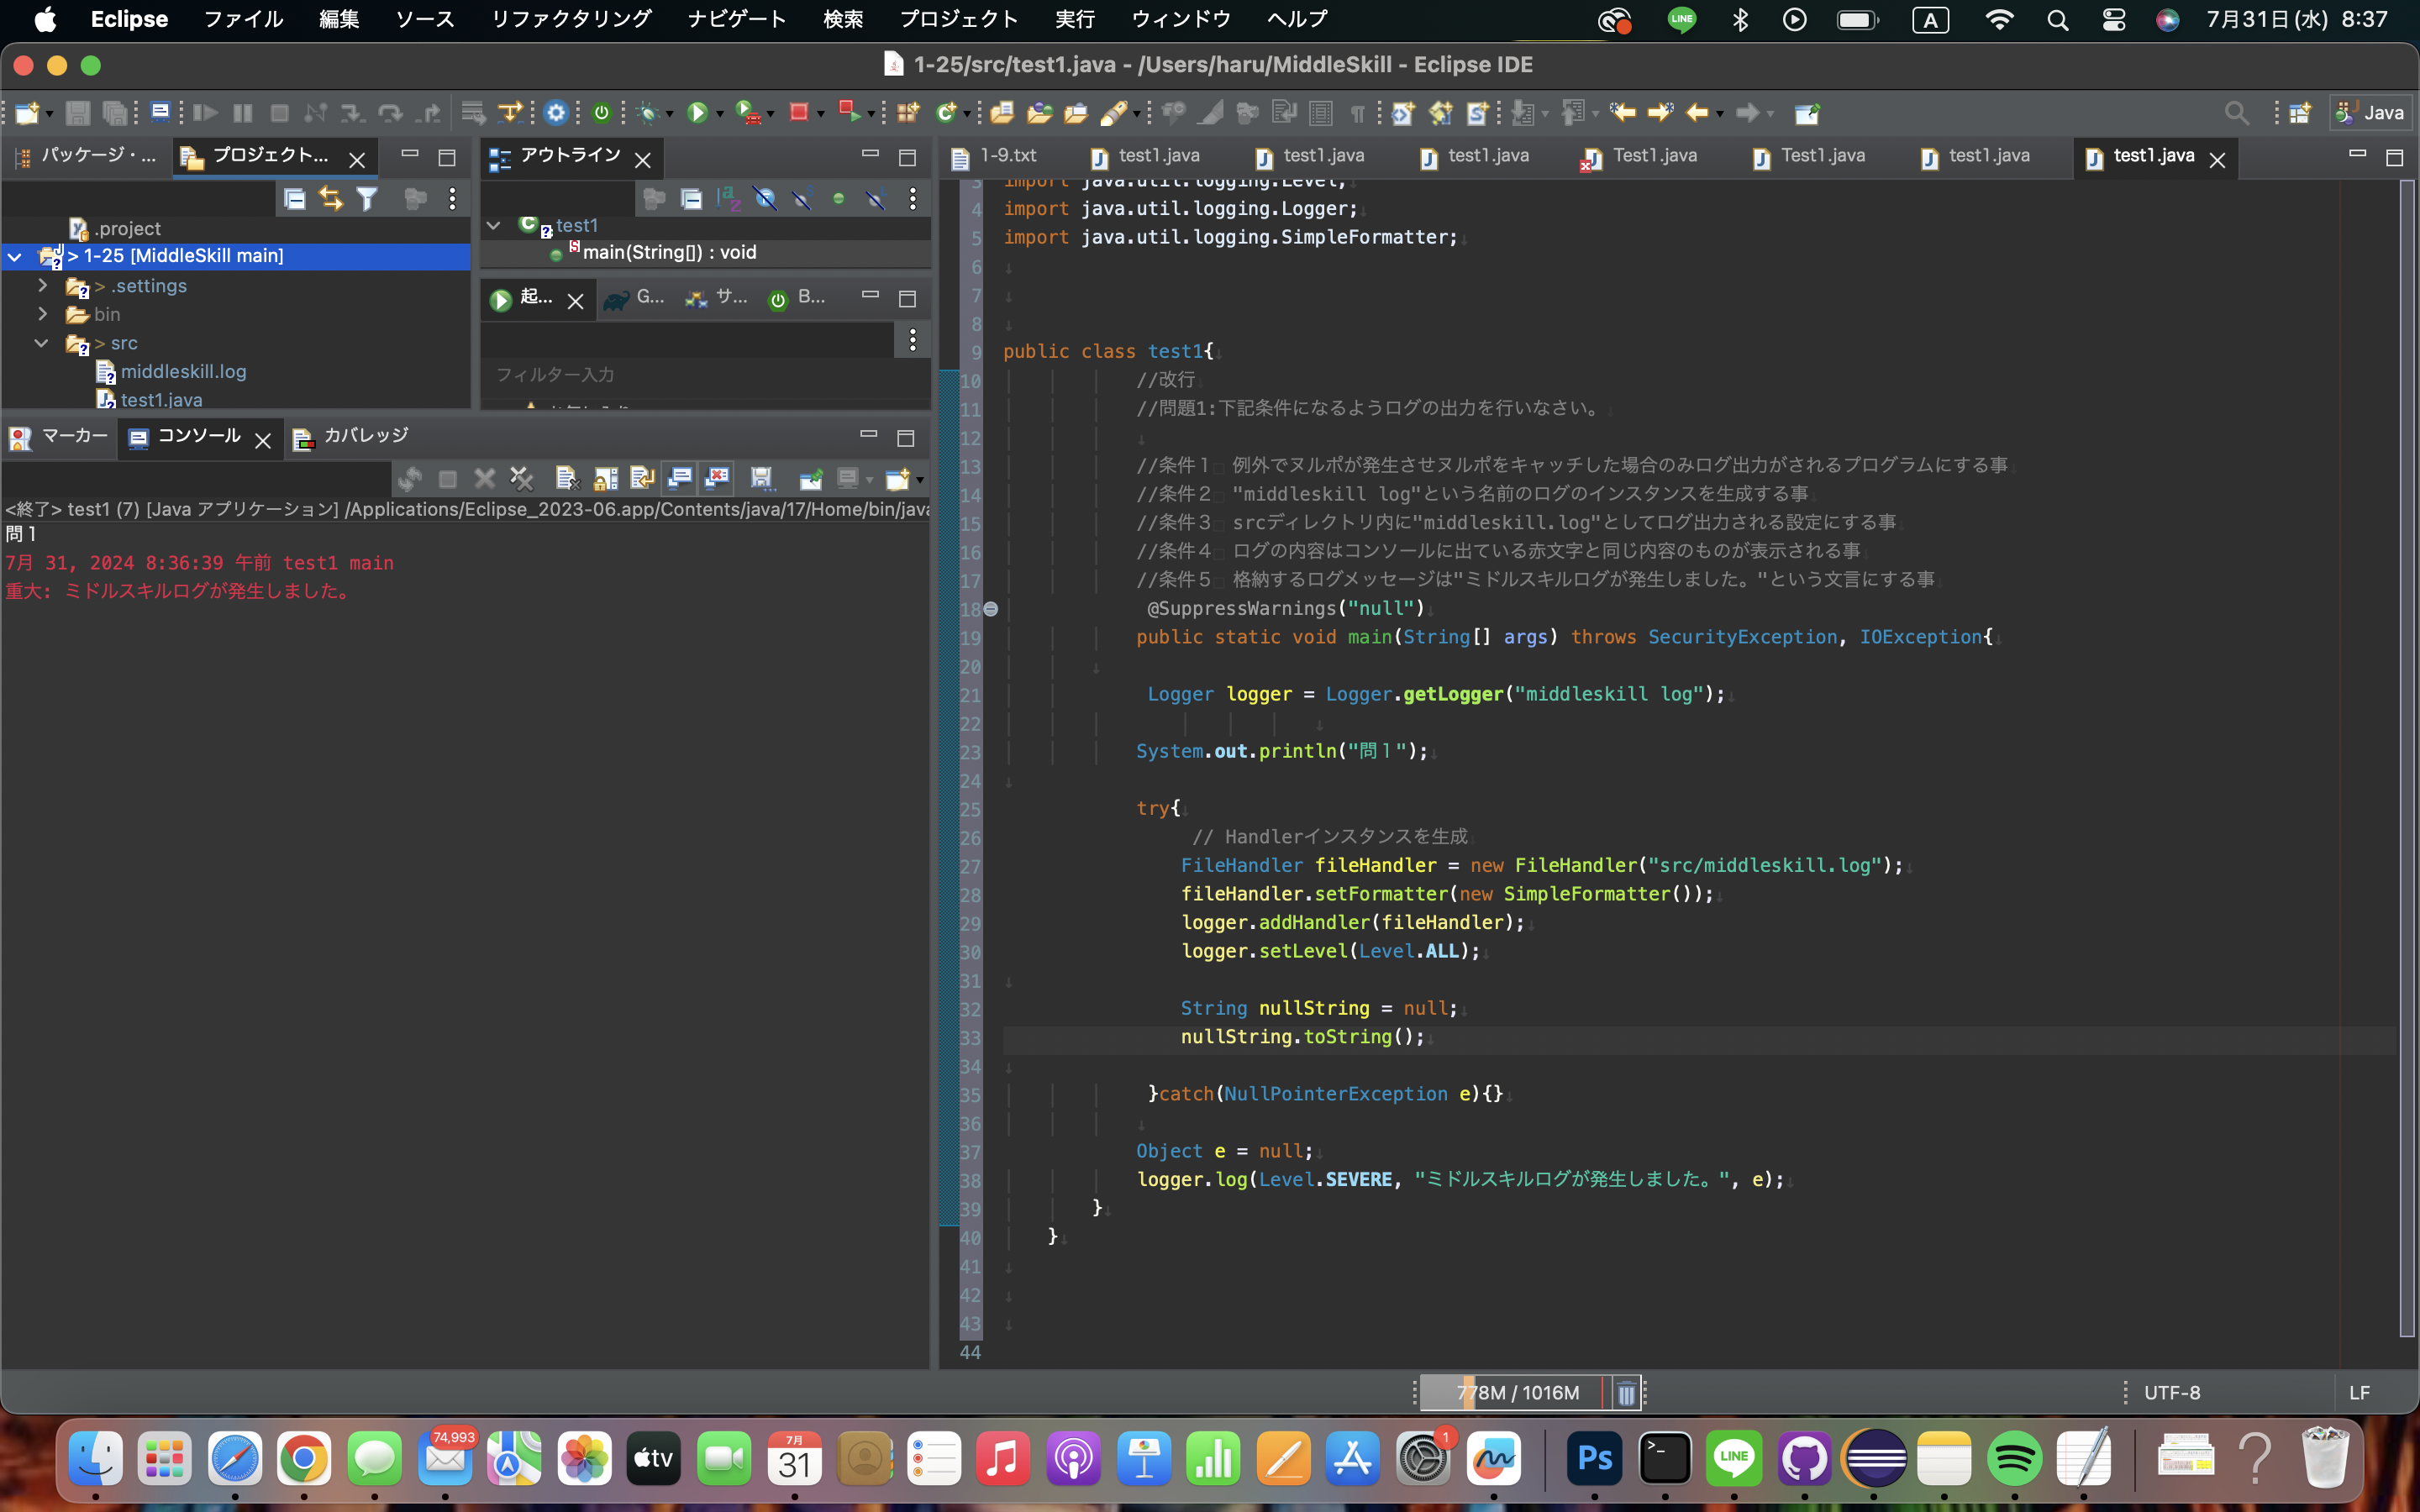 Eclipse ファイル 編集 ソース リファクタリング ナビゲート 検索 プロジェクト 実行 ウィンドウ ヘルプ
LINE A 7月31日(水) 8:37
1-25/src/test1.java - /Users/haru/MiddleSkill - Eclipse IDE
Java
パッケージ・... プロジェクト...
.project
> 1-25 [MiddleSkill main]
> .settings
bin
> src
middleskill.log
test1.java
アウトライン
test1
main(String[]) : void
起... G... サ... B...
フィルター入力
マーカー コンソール カバレッジ
<終了> test1 (7) [Java アプリケーション] /Applications/Eclipse_2023-06.app/Contents/java/17/Home/bin/java
問１
7月 31, 2024 8:36:39 午前 test1 main
重大: ミドルスキルログが発生しました。
1-9.txt test1.java test1.java test1.java Test1.java Test1.java test1.java test1.java
3 import java.util.logging.Level;
4 import java.util.logging.Logger;
5 import java.util.logging.SimpleFormatter;
6
7
8
9 public class test1{
10 //改行
11 //問題1:下記条件になるようログの出力を行いなさい。
12
13 //条件１　例外でヌルポが発生させヌルポをキャッチした場合のみログ出力がされるプログラムにする事
14 //条件２　"middleskill log"という名前のログのインスタンスを生成する事
15 //条件３　srcディレクトリ内に"middleskill.log"としてログ出力される設定にする事
16 //条件４　ログの内容はコンソールに出ている赤文字と同じ内容のものが表示される事
17 //条件５　格納するログメッセージは"ミドルスキルログが発生しました。"という文言にする事
18 @SuppressWarnings("null")
19 public static void main(String[] args) throws SecurityException, IOException{
20
21 Logger logger = Logger.getLogger("middleskill log");
22
23 System.out.println("問１");
24
25 try{
26 // Handlerインスタンスを生成
27 FileHandler fileHandler = new FileHandler("src/middleskill.log");
28 fileHandler.setFormatter(new SimpleFormatter());
29 logger.addHandler(fileHandler);
30 logger.setLevel(Level.ALL);
31
32 String nullString = null;
33 nullString.toString();
34
35 }catch(NullPointerException e){}
36
37 Object e = null;
38 logger.log(Level.SEVERE, "ミドルスキルログが発生しました。", e);
39 }
40 }
41
42
43
44
778M / 1016M
UTF-8
LF
74,993
tv
7月
31
1
Ps
LINE